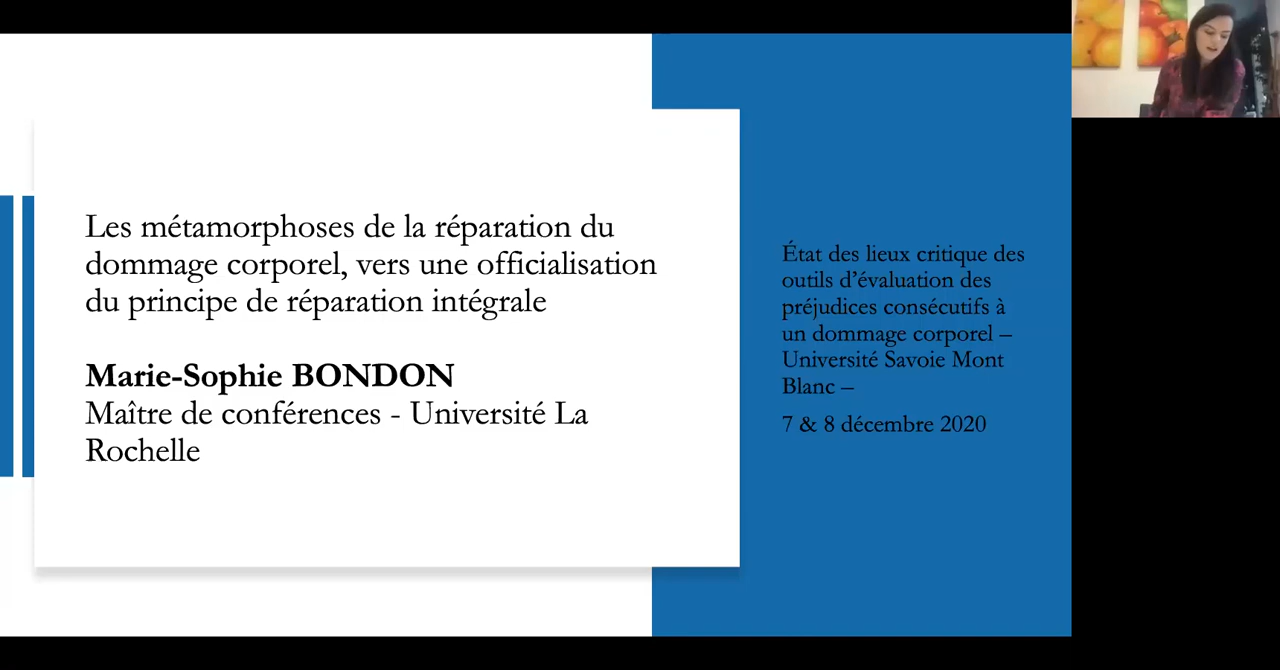 Les métamorphoses de la réparation du
dommage corporel, vers une officialisation
du principe de réparation intégrale
Marie-Sophie BONDON
Maître de conférences - Université La
Rochelle
État des lieux critique des
outils d’évaluation des
préjudices consécutifs à
un dommage corporel –
Université Savoie Mont
Blanc –
7 & 8 décembre 2020